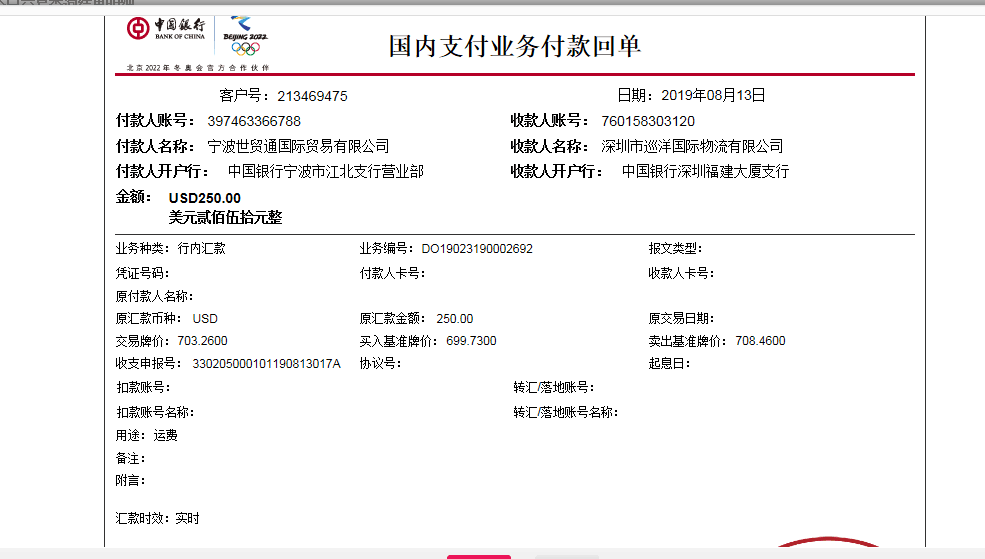 中国银行
BANK OF CHINA
BEIJING 2022
北京2022年冬奥会官方合作伙伴
国内支付业务付款回单
客户号：213469475 日期：2019年08月13日
付款人账号：397463366788 收款人账号：760158303120
付款人名称：宁波世贸通国际贸易有限公司 收款人名称：深圳市巡洋国际物流有限公司
付款人开户行：中国银行宁波市江北支行营业部 收款人开户行：中国银行深圳福建大厦支行
金额：USD250.00
美元贰佰伍拾元整
业务种类：行内汇款 业务编号：DO19023190002692 报文类型：
凭证号码： 付款人卡号： 收款人卡号：
原付款人名称：
原汇款币种：USD 原汇款金额：250.00 原交易日期：
交易牌价：703.2600 买入基准牌价：699.7300 卖出基准牌价：708.4600
收支申报号：330205000101190813017A 协议号： 起息日：
扣款账号： 转汇/落地账号：
扣款账号名称： 转汇/落地账号名称：
用途：运费
备注：
附言：
汇款时效：实时